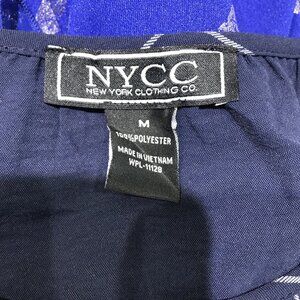 NYCC
NEW YORK CLOTHING CO.
M
100% POLYESTER
MADE IN VIETNAM
WPL-11128